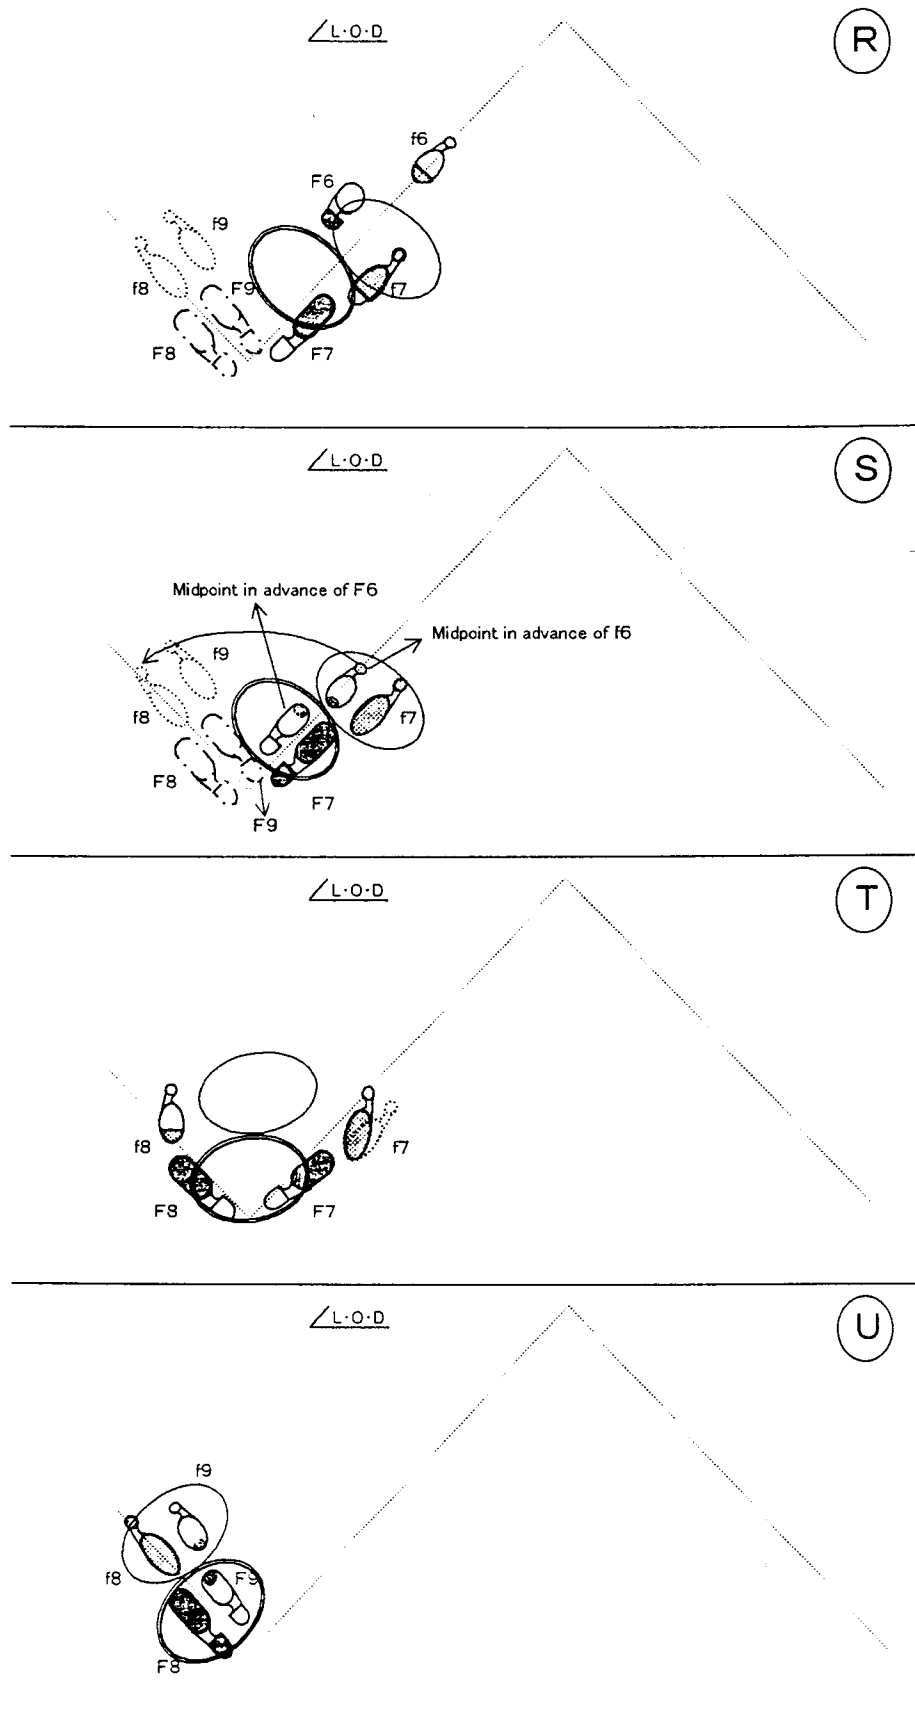 L·O·D
R
f6
F6
f9
f8
F9
f7
F8
F7
L·O·D
S
Midpoint in advance of F6
Midpoint in advance of f6
f9
f8
f7
F8
F7
F9
L·O·D
T
f8
f7
F8
F7
L·O·D
U
f9
f8
F9
F8